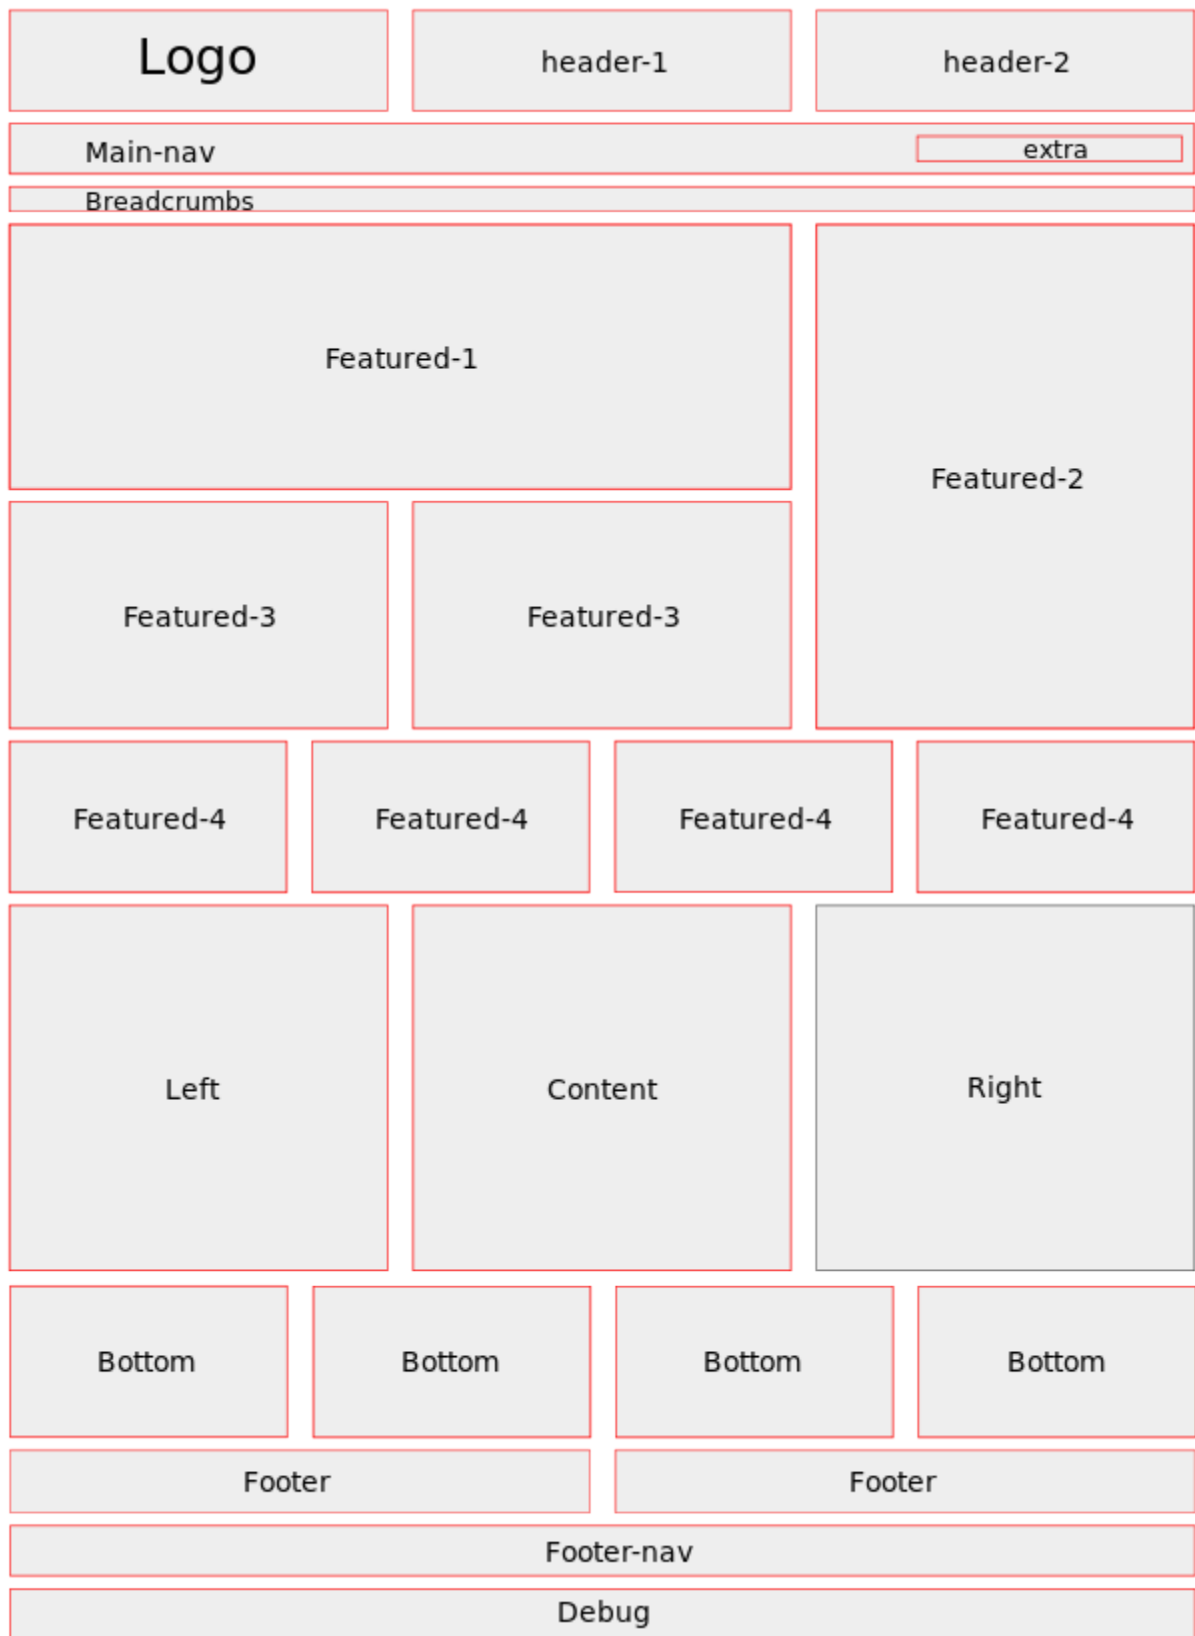 Logo
header-1
header-2
Main-nav
extra
Breadcrumbs
Featured-1
Featured-2
Featured-3
Featured-3
Featured-4
Featured-4
Featured-4
Featured-4
Left
Content
Right
Bottom
Bottom
Bottom
Bottom
Footer
Footer
Footer-nav
Debug